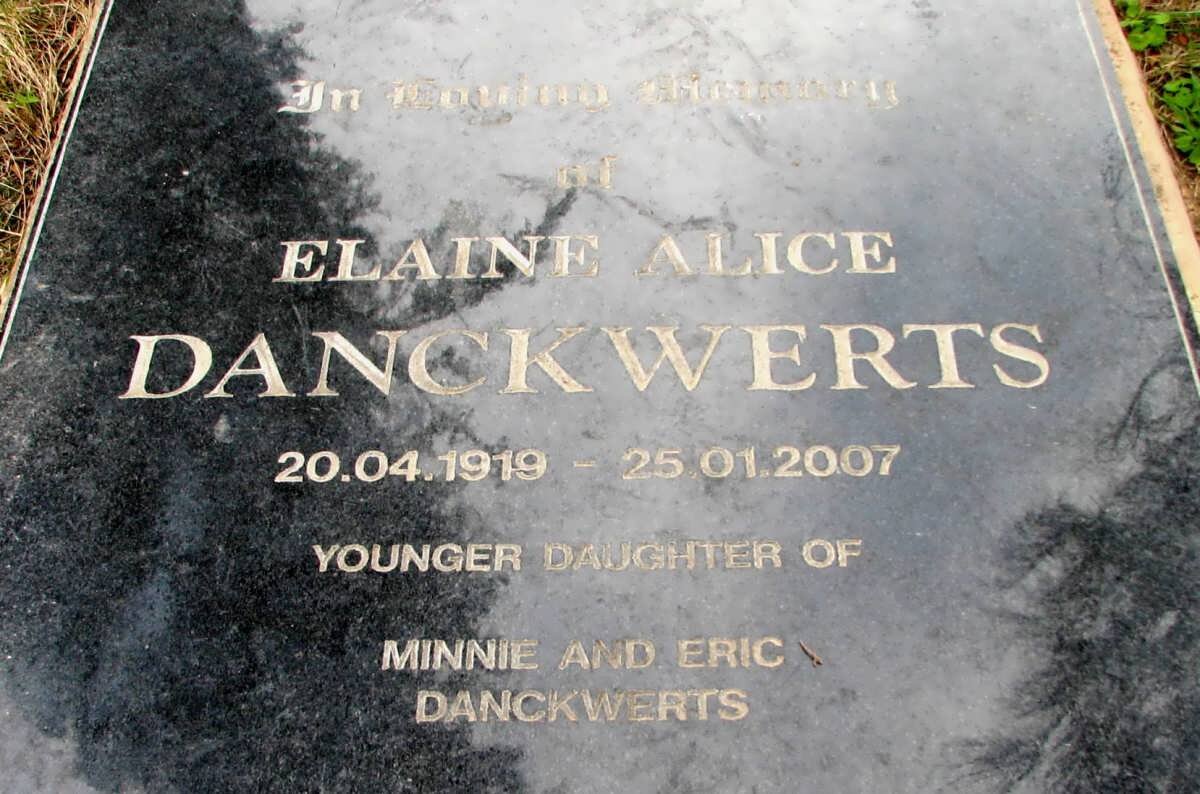 In Loving Memory
of
ELAINE ALICE
DANCKWERTS
20.04.1919 - 25.01.2007
YOUNGER DAUGHTER OF
MINNIE AND ERIC
DANCKWERTS